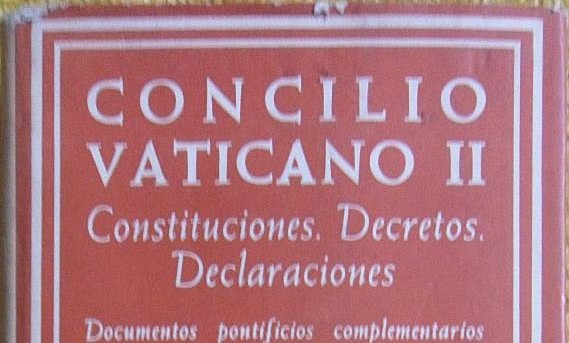 CONCILIO
VATICANO II
Constituciones. Decretos.
Declaraciones
Documentos pontificios complementarios